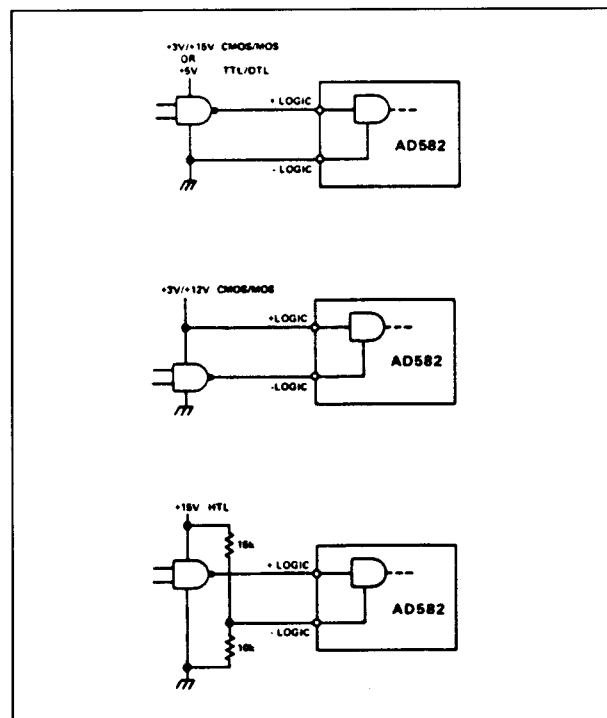 +3V/+15V CMOS/MOS
OR
+5V TTL/DTL
+ LOGIC
AD582
- LOGIC
+3V/+12V CMOS/MOS
+LOGIC
AD582
-LOGIC
+15V HTL
15k
+ LOGIC
AD582
- LOGIC
10k